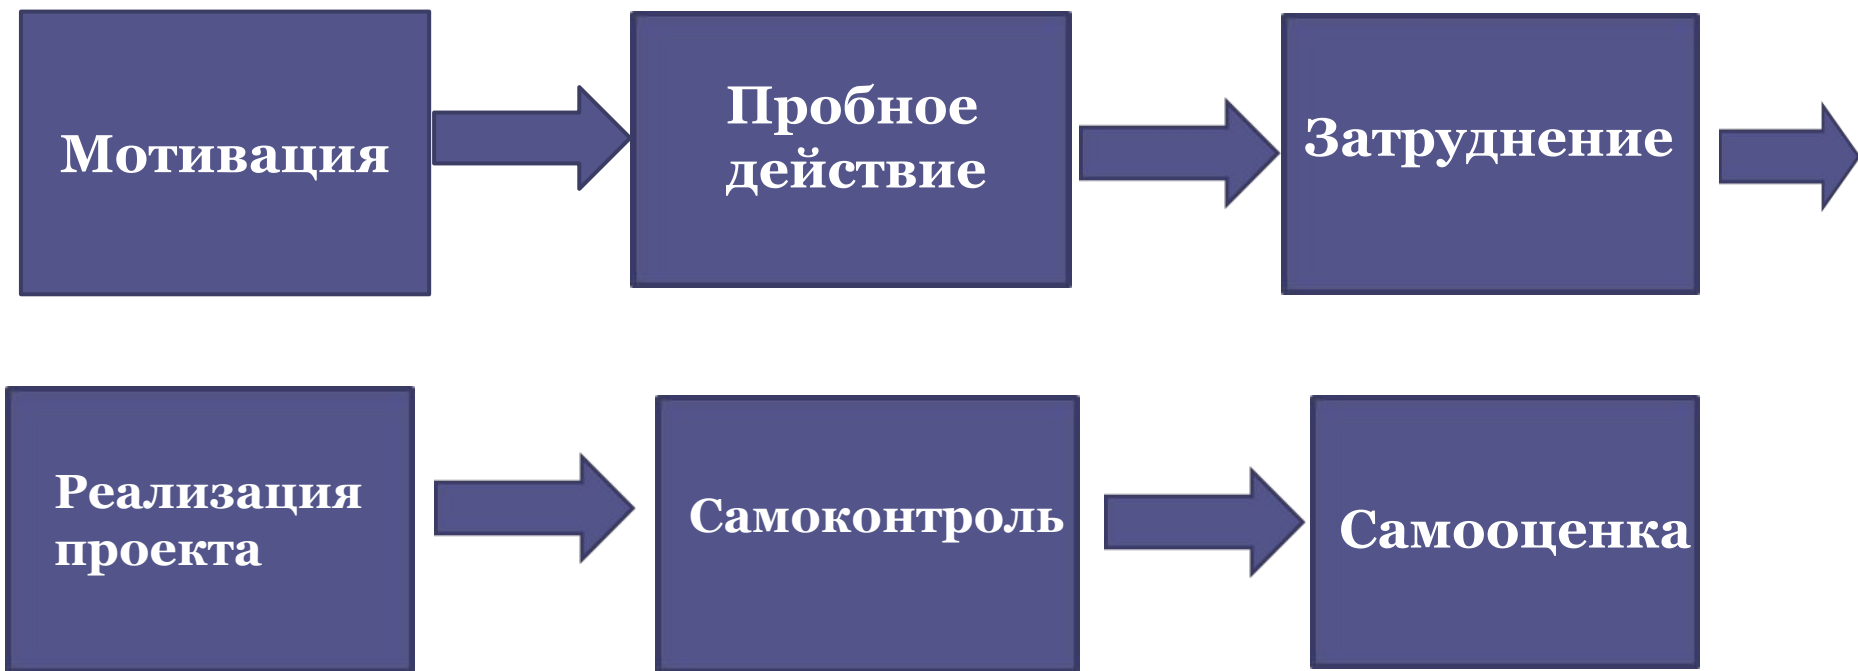 Мотивация
Пробное
действие
Затруднение
Реализация
проекта
Самоконтроль
Самооценка